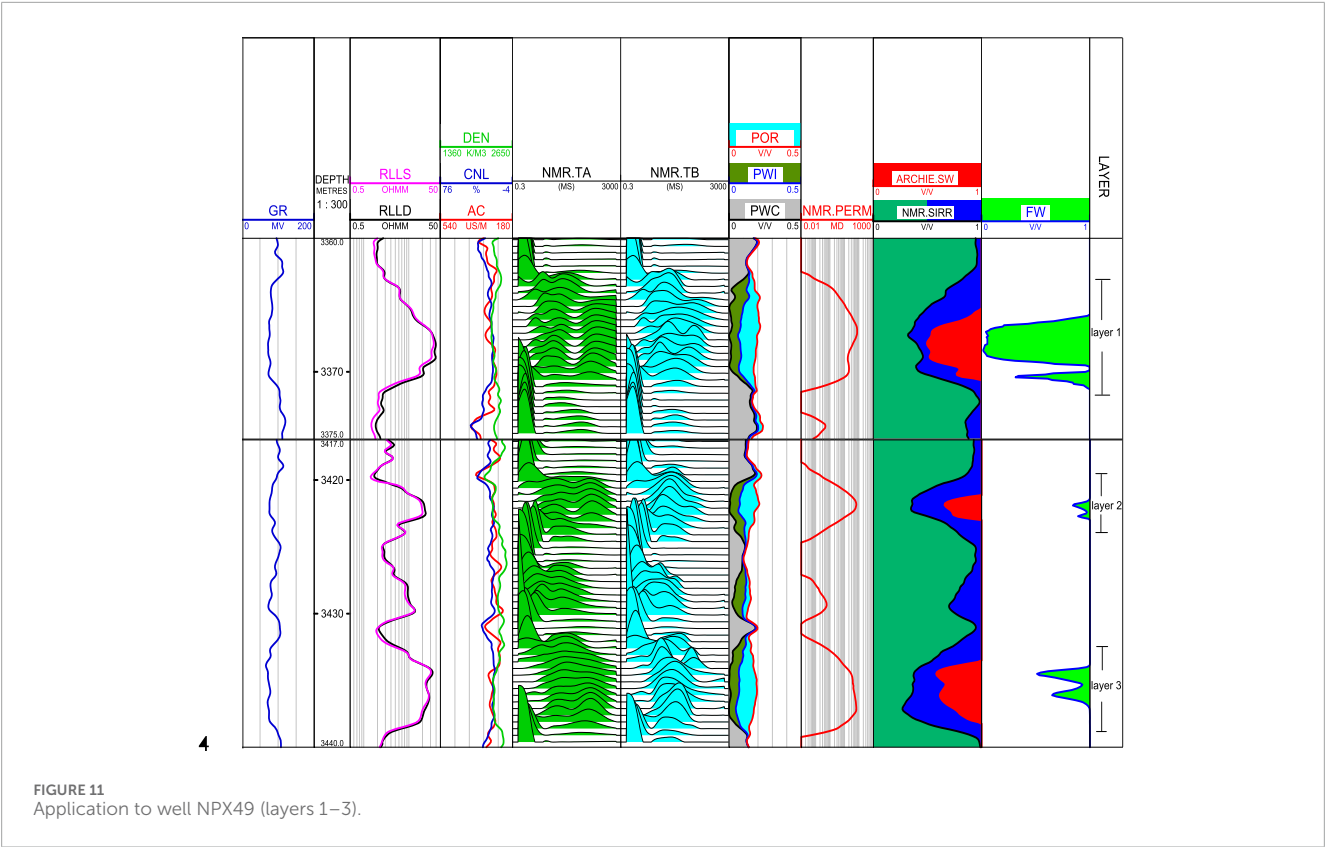 DEN
1360 K/M3 2650
POR
0 V/V 0.5
DEPTH
METRES
1 : 300
RLLS
0.5 OHMM 50
CNL
76 % -4
NMR.TA
0.3 (MS) 3000
NMR.TB
0.3 (MS) 3000
PWI
0 V/V 0.5
ARCHIE.SW
0 V/V 1
LAYER
GR
0 MV 200
RLLD
0.5 OHMM 50
AC
540 US/M 180
PWC
0 V/V 0.5
NMR.PERM
0.01 MD 1000
NMR.SIRR
0 V/V 1
FW
0 V/V 1
3360.0
layer 1
3370
3375.0
3417.0
3420
layer 2
3430
layer 3
3440.0
4
FIGURE 11
Application to well NPX49 (layers 1–3).